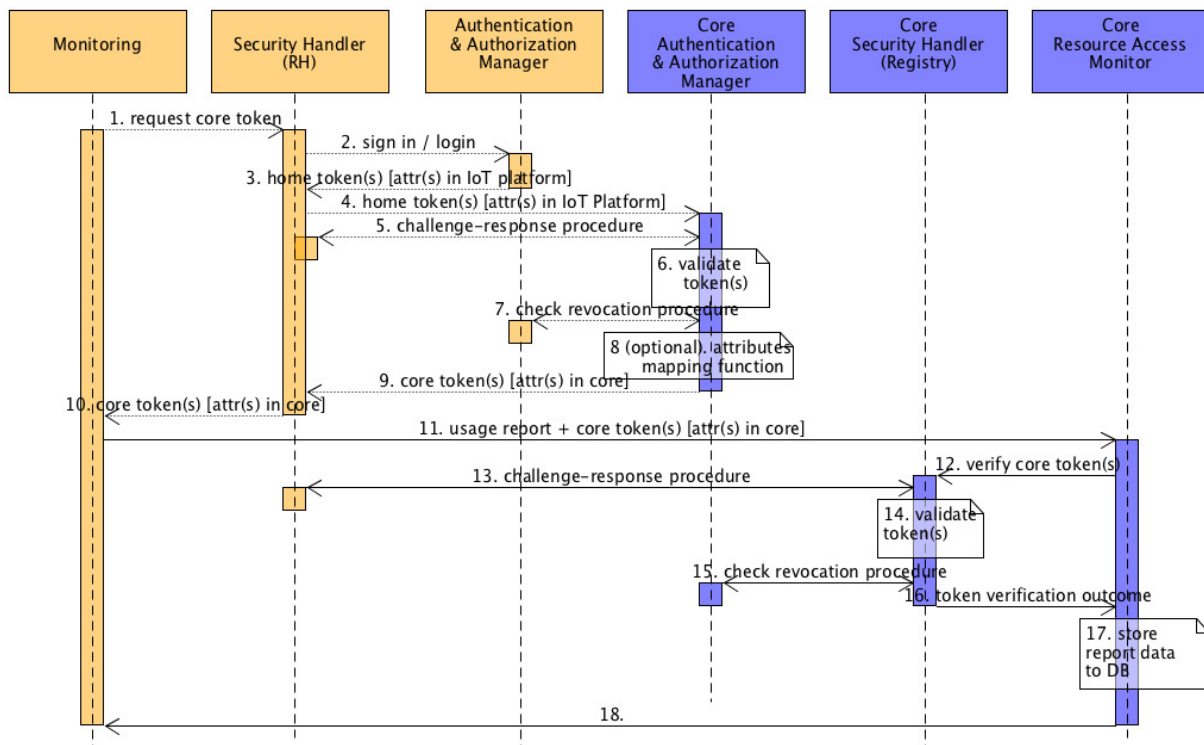 Monitoring
Security Handler
(RH)
Authentication
& Authorization
Manager
Core
Authentication
& Authorization
Manager
Core
Security Handler
(Registry)
Core
Resource Access
Monitor
1. request core token
2. sign in / login
3. home token(s) [attr(s) in IoT platform]
4. home token(s) [attr(s) in IoT Platform]
5. challenge-response procedure
6. validate
token(s)
7. check revocation procedure
8 (optional). attributes
mapping function
9. core token(s) [attr(s) in core]
10. core token(s) [attr(s) in core]
11. usage report + core token(s) [attr(s) in core]
12. verify core token(s)
13. challenge-response procedure
14. validate
token(s)
15. check revocation procedure
16. token verification outcome
17. store
report data
to DB
18.